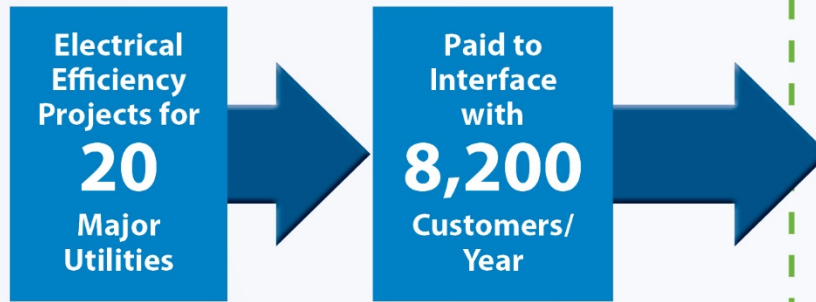 Electrical
Efficiency
Projects for
20
Major
Utilities
Paid to
Interface
with
8,200
Customers/
Year